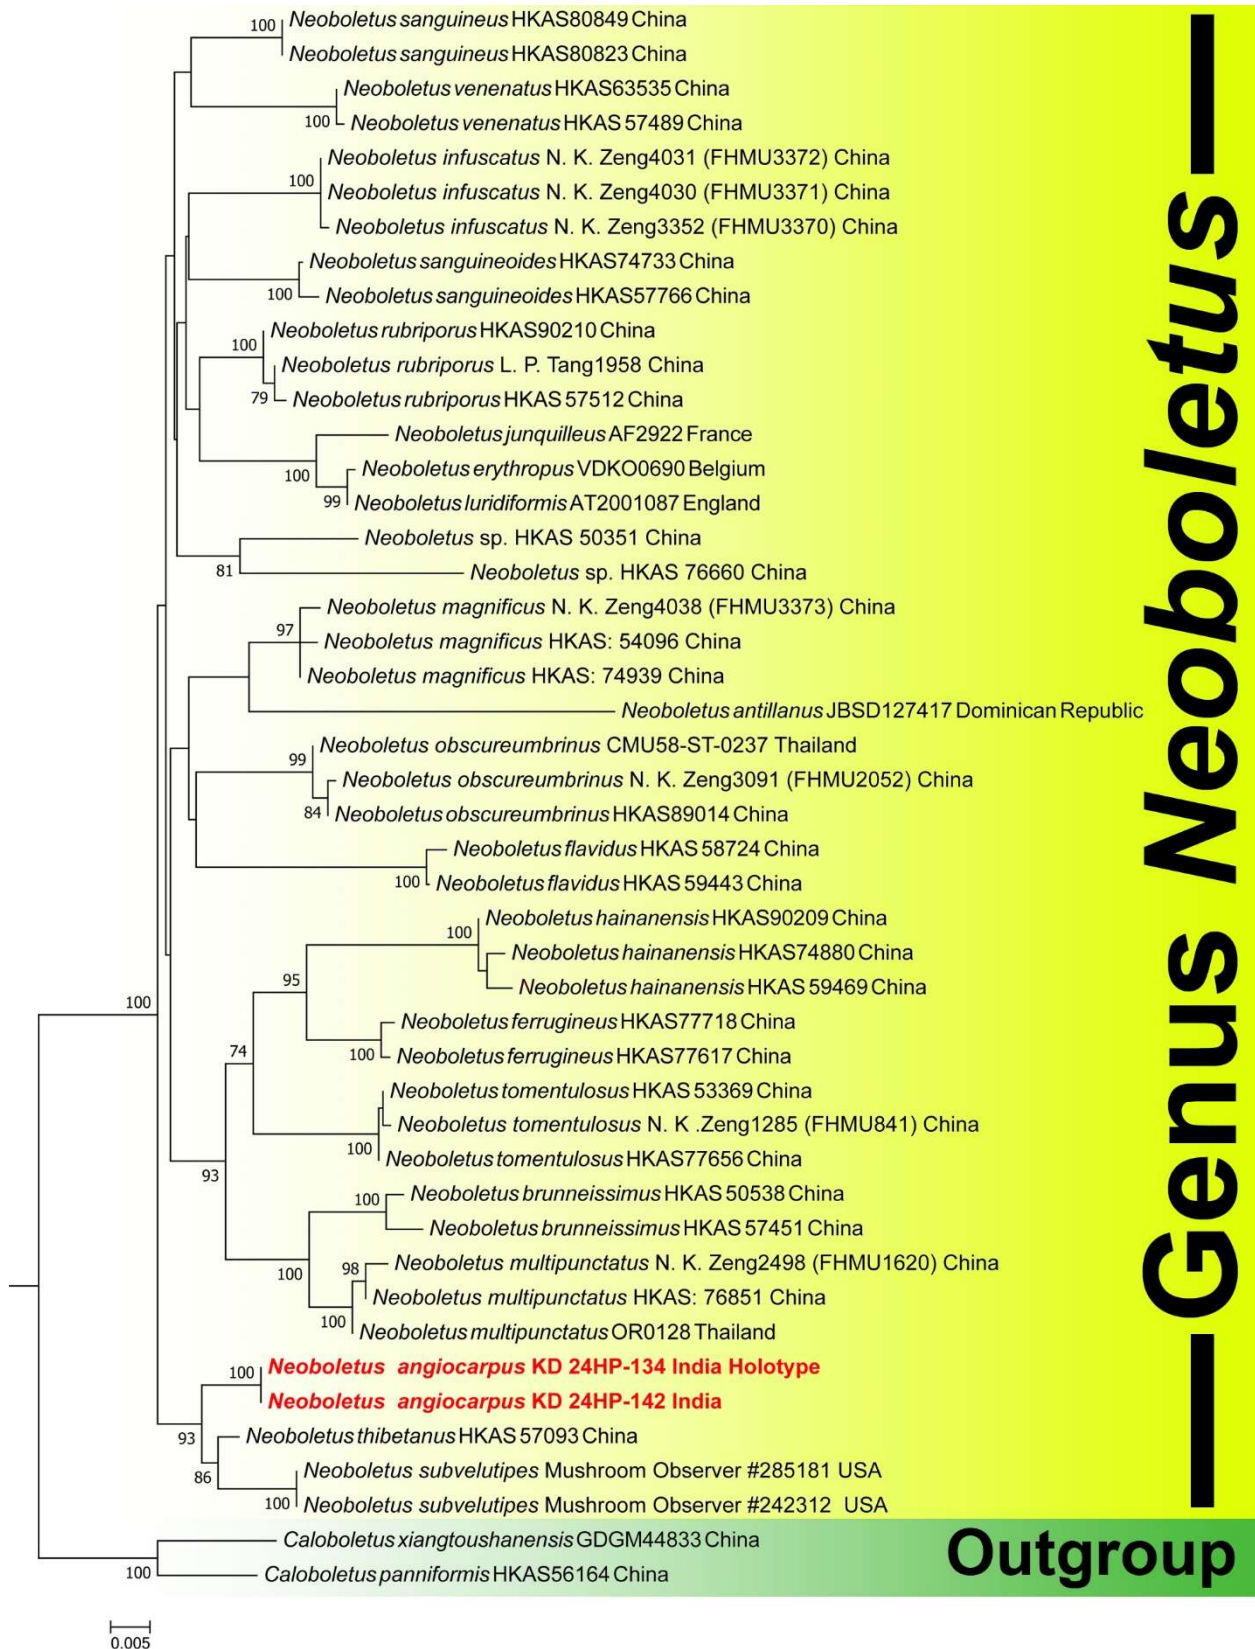 Neoboletus sanguineus HKAS80849 China
100
Neoboletus sanguineus HKAS80823 China
Neoboletus venenatus HKAS63535 China
100
Neoboletus venenatus HKAS 57489 China
Neoboletus infuscatus N. K. Zeng4031 (FHMU3372) China
100
Neoboletus infuscatus N. K. Zeng4030 (FHMU3371) China
Neoboletus infuscatus N. K. Zeng3352 (FHMU3370) China
Neoboletus sanguineoides HKAS74733 China
100
Neoboletus sanguineoides HKAS57766 China
Neoboletus rubriporus HKAS90210 China
100
Neoboletus rubriporus L. P. Tang1958 China
79
Neoboletus rubriporus HKAS 57512 China
Neoboletus junquilleus AF2922 France
100
Neoboletus erythropus VDKO0690 Belgium
99
Neoboletus luridiformis AT2001087 England
Neoboletus sp. HKAS 50351 China
81
Neoboletus sp. HKAS 76660 China
Neoboletus magnificus N. K. Zeng4038 (FHMU3373) China
97
Neoboletus magnificus HKAS: 54096 China
Neoboletus magnificus HKAS: 74939 China
Neoboletus antillanus JBSD127417 Dominican Republic
Neoboletus obscureumbrinus CMU58-ST-0237 Thailand
99
Neoboletus obscureumbrinus N. K. Zeng3091 (FHMU2052) China
84
Neoboletus obscureumbrinus HKAS89014 China
Neoboletus flavidus HKAS 58724 China
100
Neoboletus flavidus HKAS 59443 China
Neoboletus hainanensis HKAS90209 China
100
Neoboletus hainanensis HKAS74880 China
95
Neoboletus hainanensis HKAS 59469 China
100
Neoboletus ferrugineus HKAS77718 China
74
100
Neoboletus ferrugineus HKAS77617 China
Neoboletus tomentulosus HKAS 53369 China
Neoboletus tomentulosus N. K .Zeng1285 (FHMU841) China
100
Neoboletus tomentulosus HKAS77656 China
93
Neoboletus brunneissimus HKAS 50538 China
100
Neoboletus brunneissimus HKAS 57451 China
Neoboletus multipunctatus N. K. Zeng2498 (FHMU1620) China
100
98
Neoboletus multipunctatus HKAS: 76851 China
100
Neoboletus multipunctatus OR0128 Thailand
Neoboletus angiocarpus KD 24HP-134 India Holotype
100
Neoboletus angiocarpus KD 24HP-142 India
93
Neoboletus thibetanus HKAS 57093 China
Neoboletus subvelutipes Mushroom Observer #285181 USA
86
100
Neoboletus subvelutipes Mushroom Observer #242312 USA
Caloboletus xiangtoushanensis GDGM44833 China
100
Caloboletus panniformis HKAS56164 China
0.005
Genus Neoboletus
Outgroup